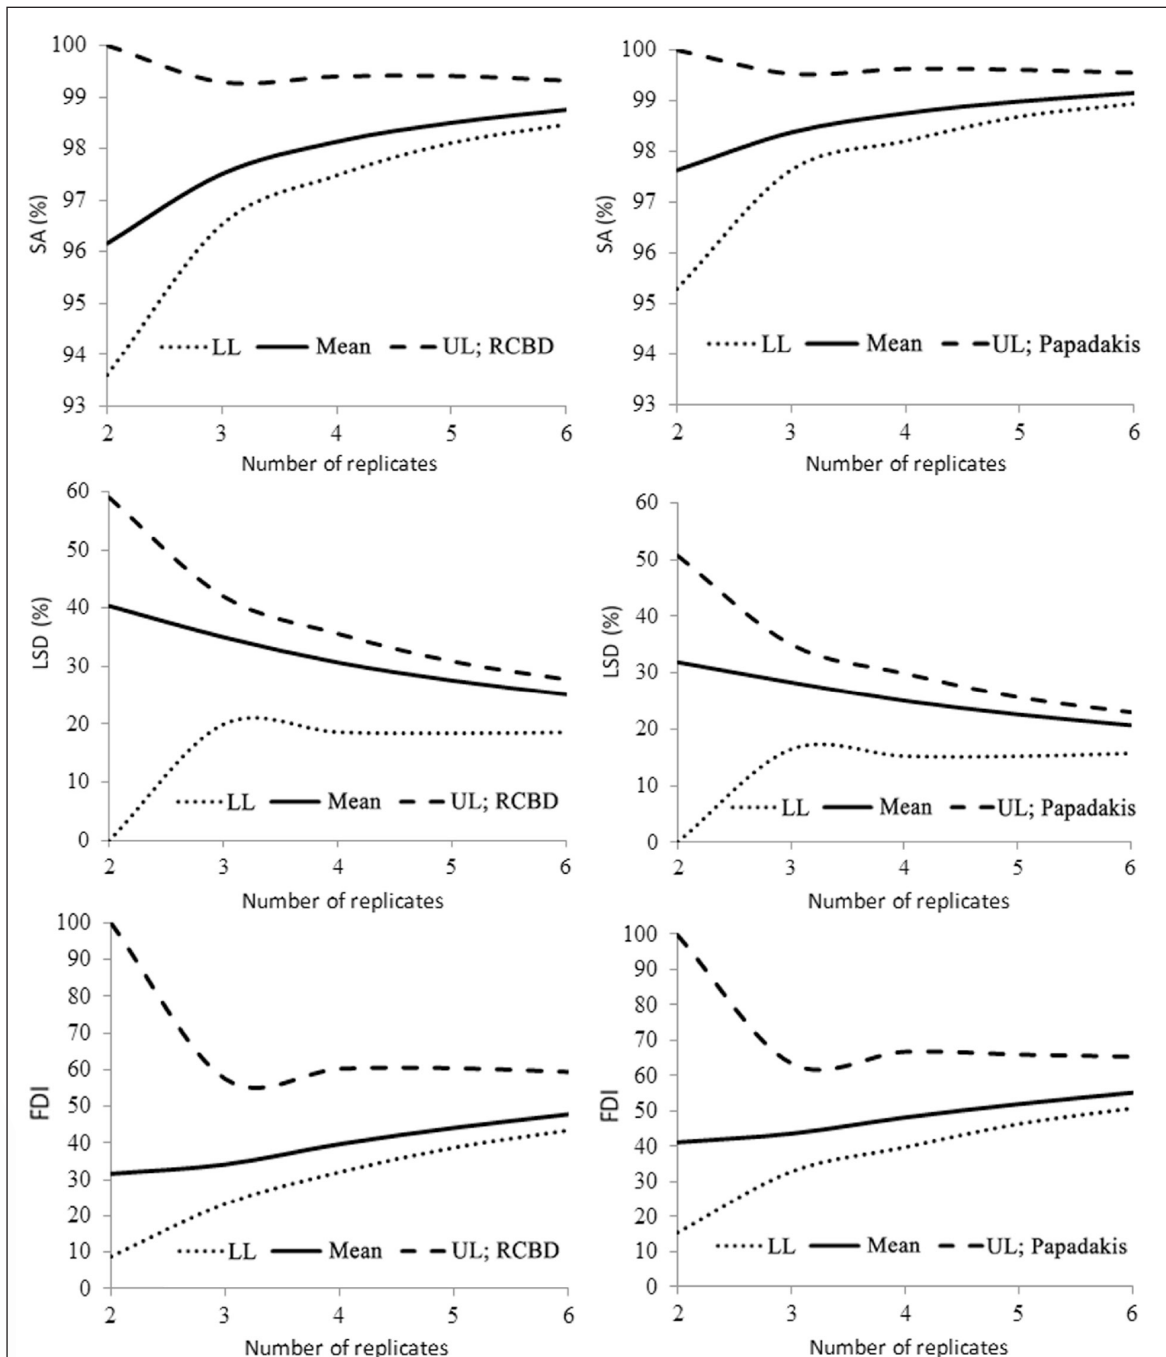 100
99
98
97
96
95
94
93
SA (%)
LL Mean UL; RCBD
2 3 4 5 6
Number of replicates
100
99
98
97
96
95
94
93
SA (%)
LL Mean UL; Papadakis
2 3 4 5 6
Number of replicates
60
50
40
30
20
10
0
LSD (%)
LL Mean UL; RCBD
2 3 4 5 6
Number of replicates
60
50
40
30
20
10
0
LSD (%)
LL Mean UL; Papadakis
2 3 4 5 6
Number of replicates
100
90
80
70
60
50
40
30
20
10
0
FDI
LL Mean UL; RCBD
2 3 4 5 6
Number of replicates
100
90
80
70
60
50
40
30
20
10
0
FDI
LL Mean UL; Papadakis
2 3 4 5 6
Number of replicates